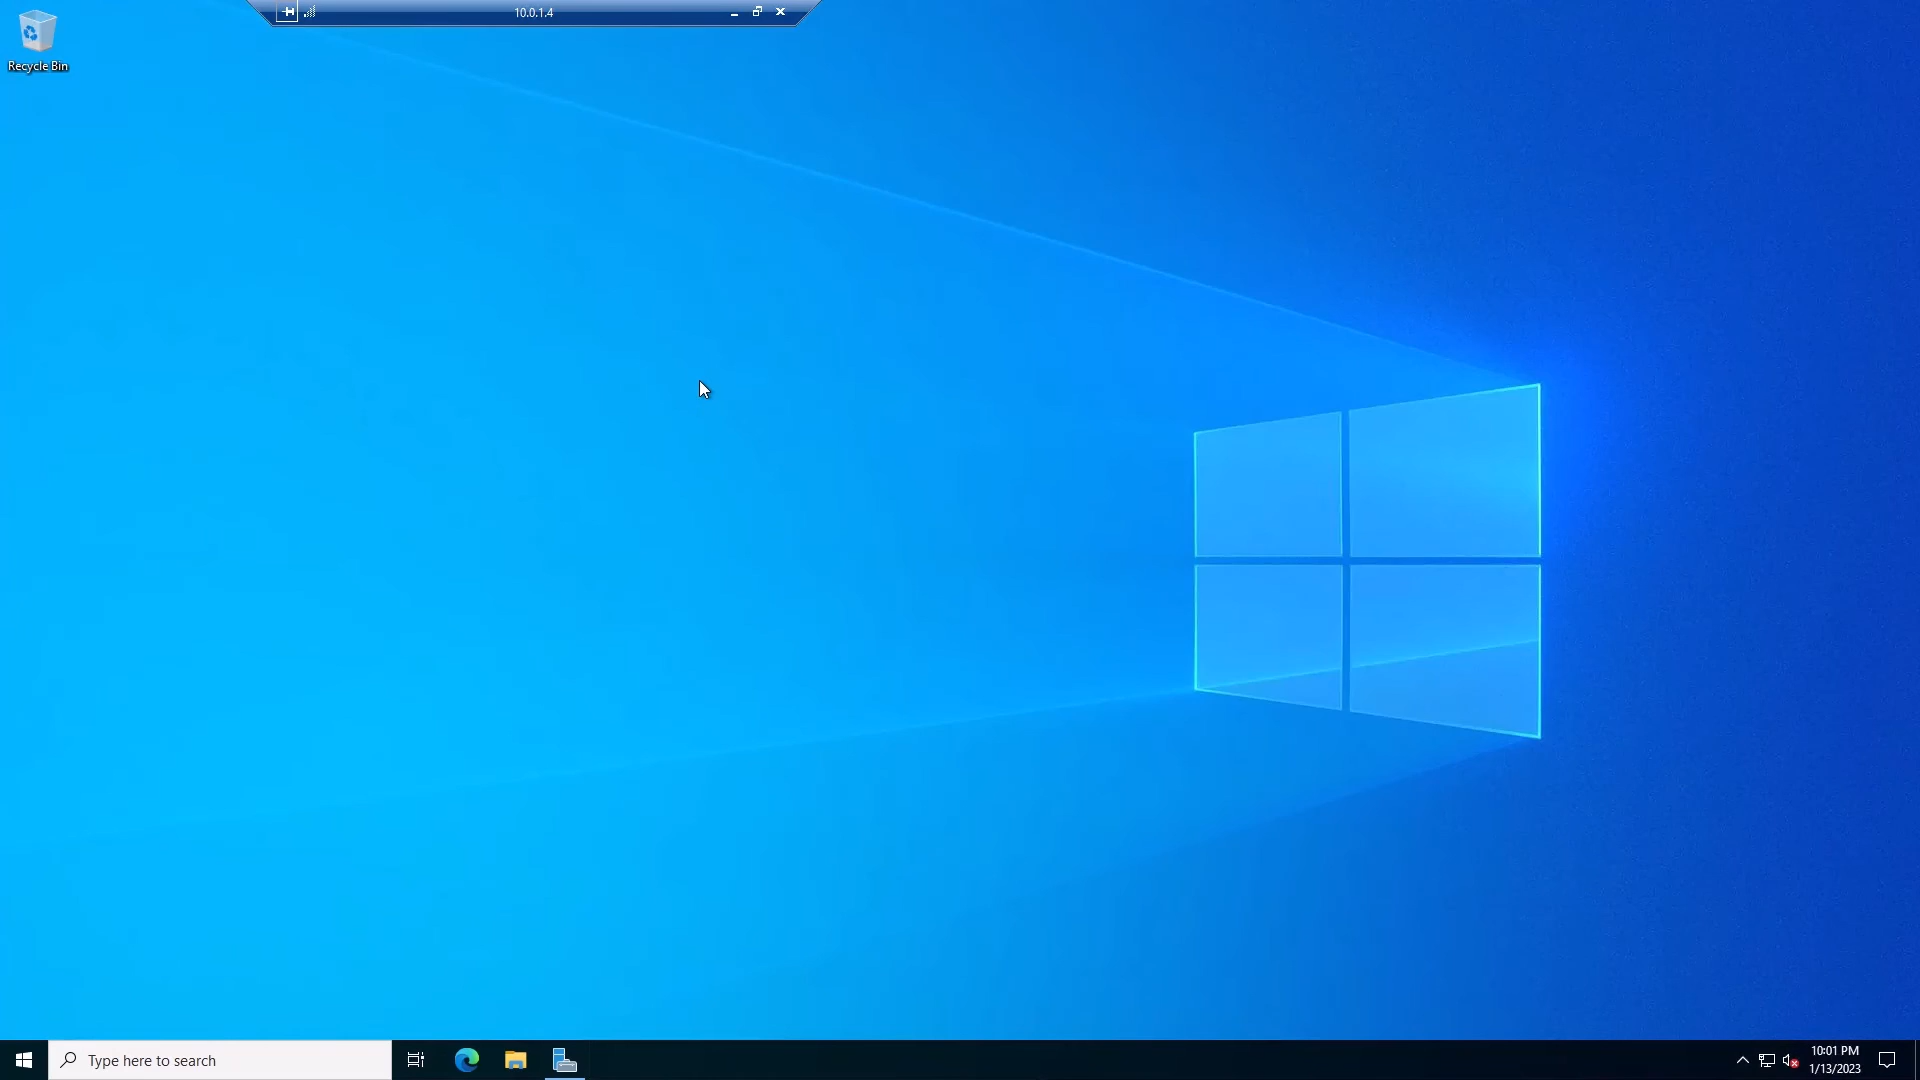 10.0.1.4
Recycle Bin
Type here to search
10:01 PM
1/13/2023